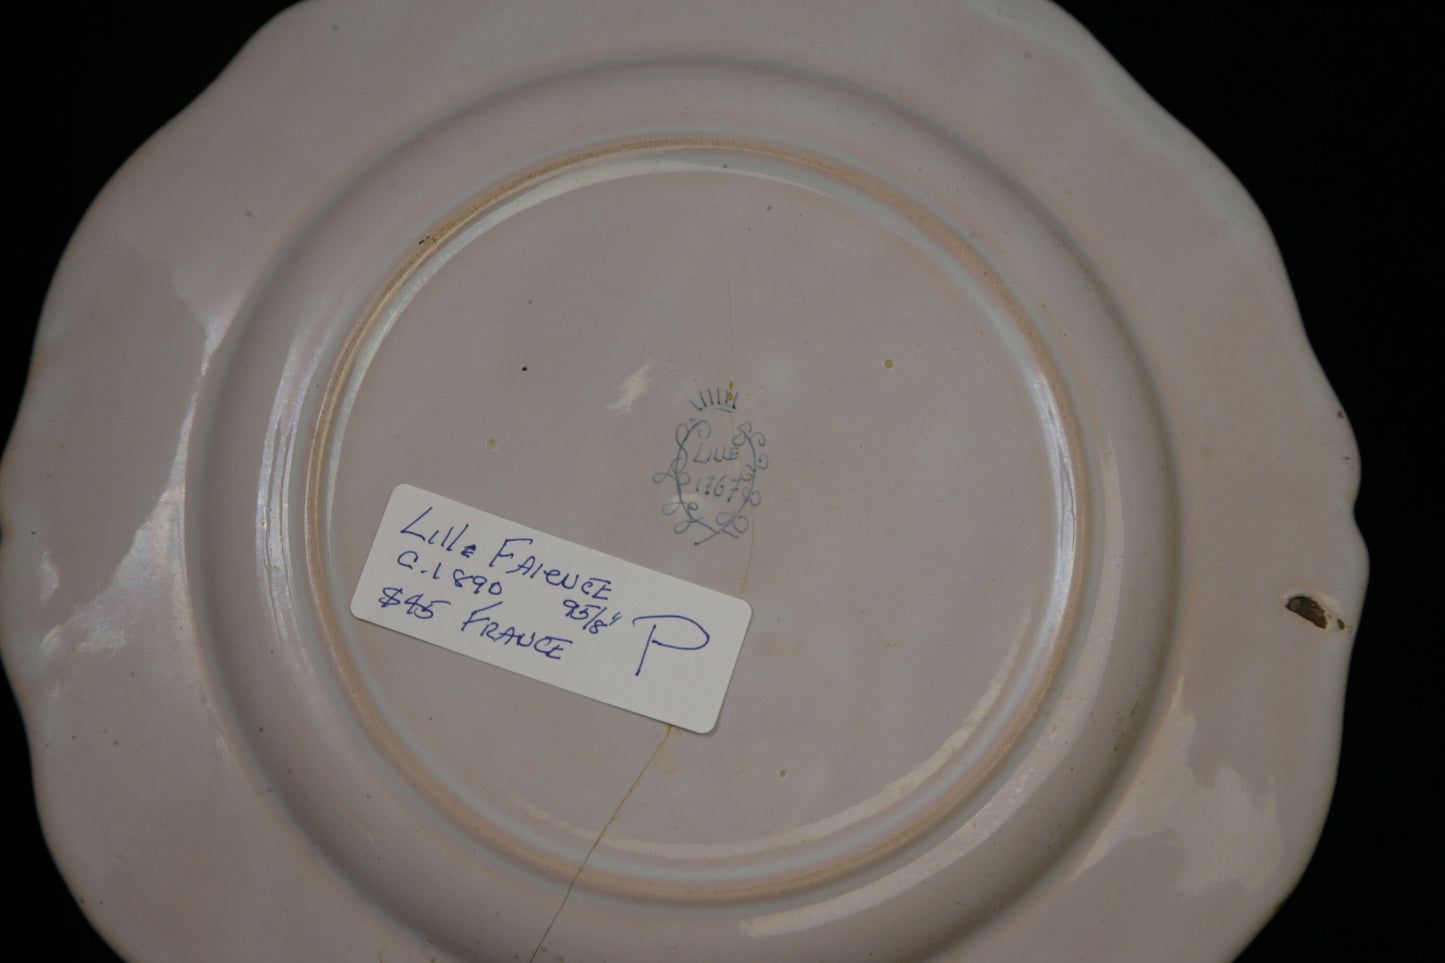 LILLE
1767
Lille FAIENCE
C.1890 95/8"
$45 FRANCE P